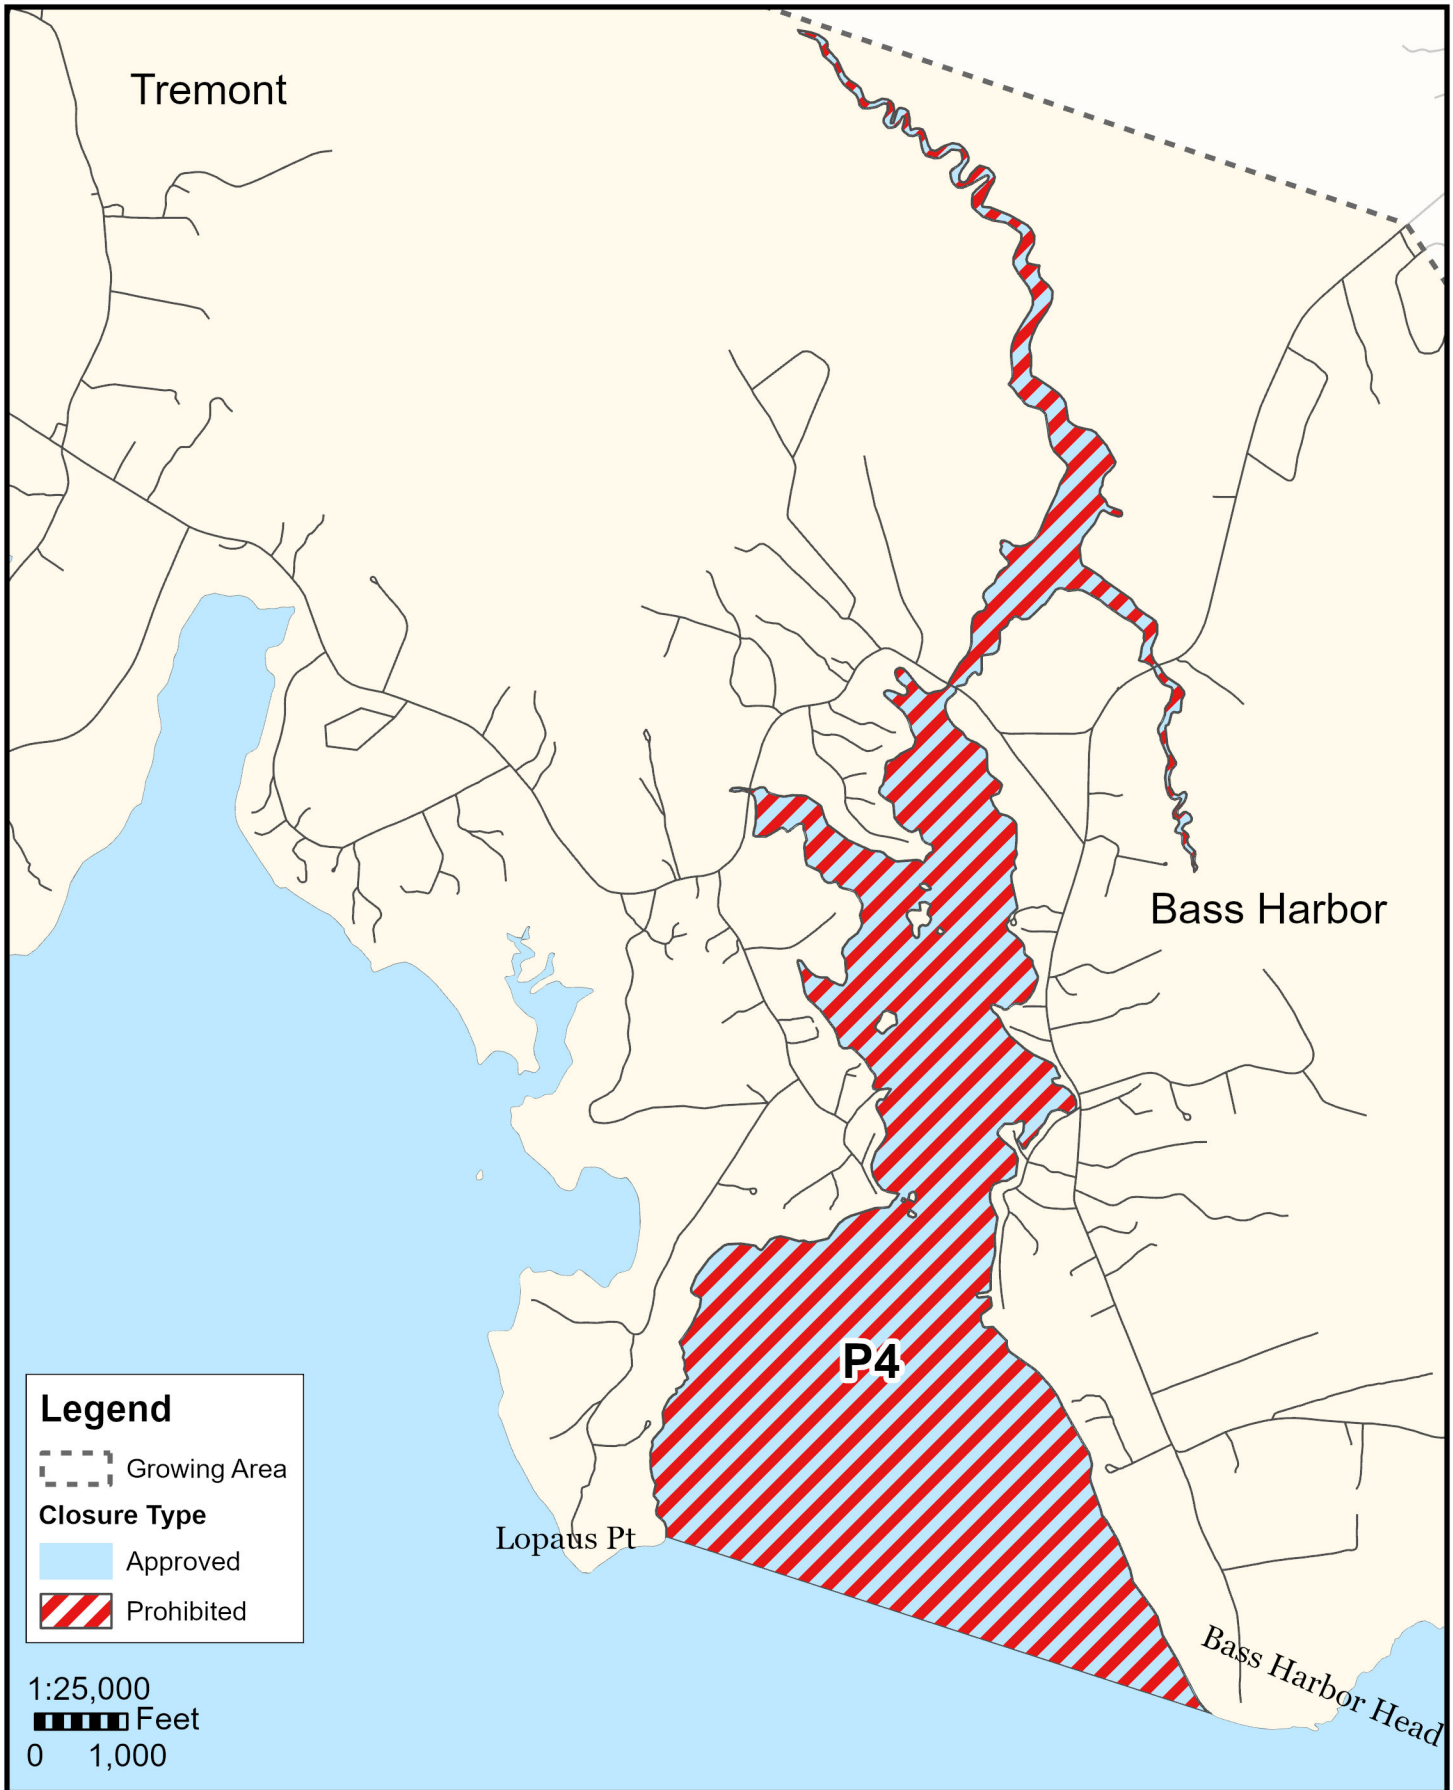 Tremont
Bass Harbor
P4
Legend
Growing Area
Closure Type
Approved
Prohibited
Lopaus Pt
Bass Harbor Head
1:25,000
Feet
0 1,000